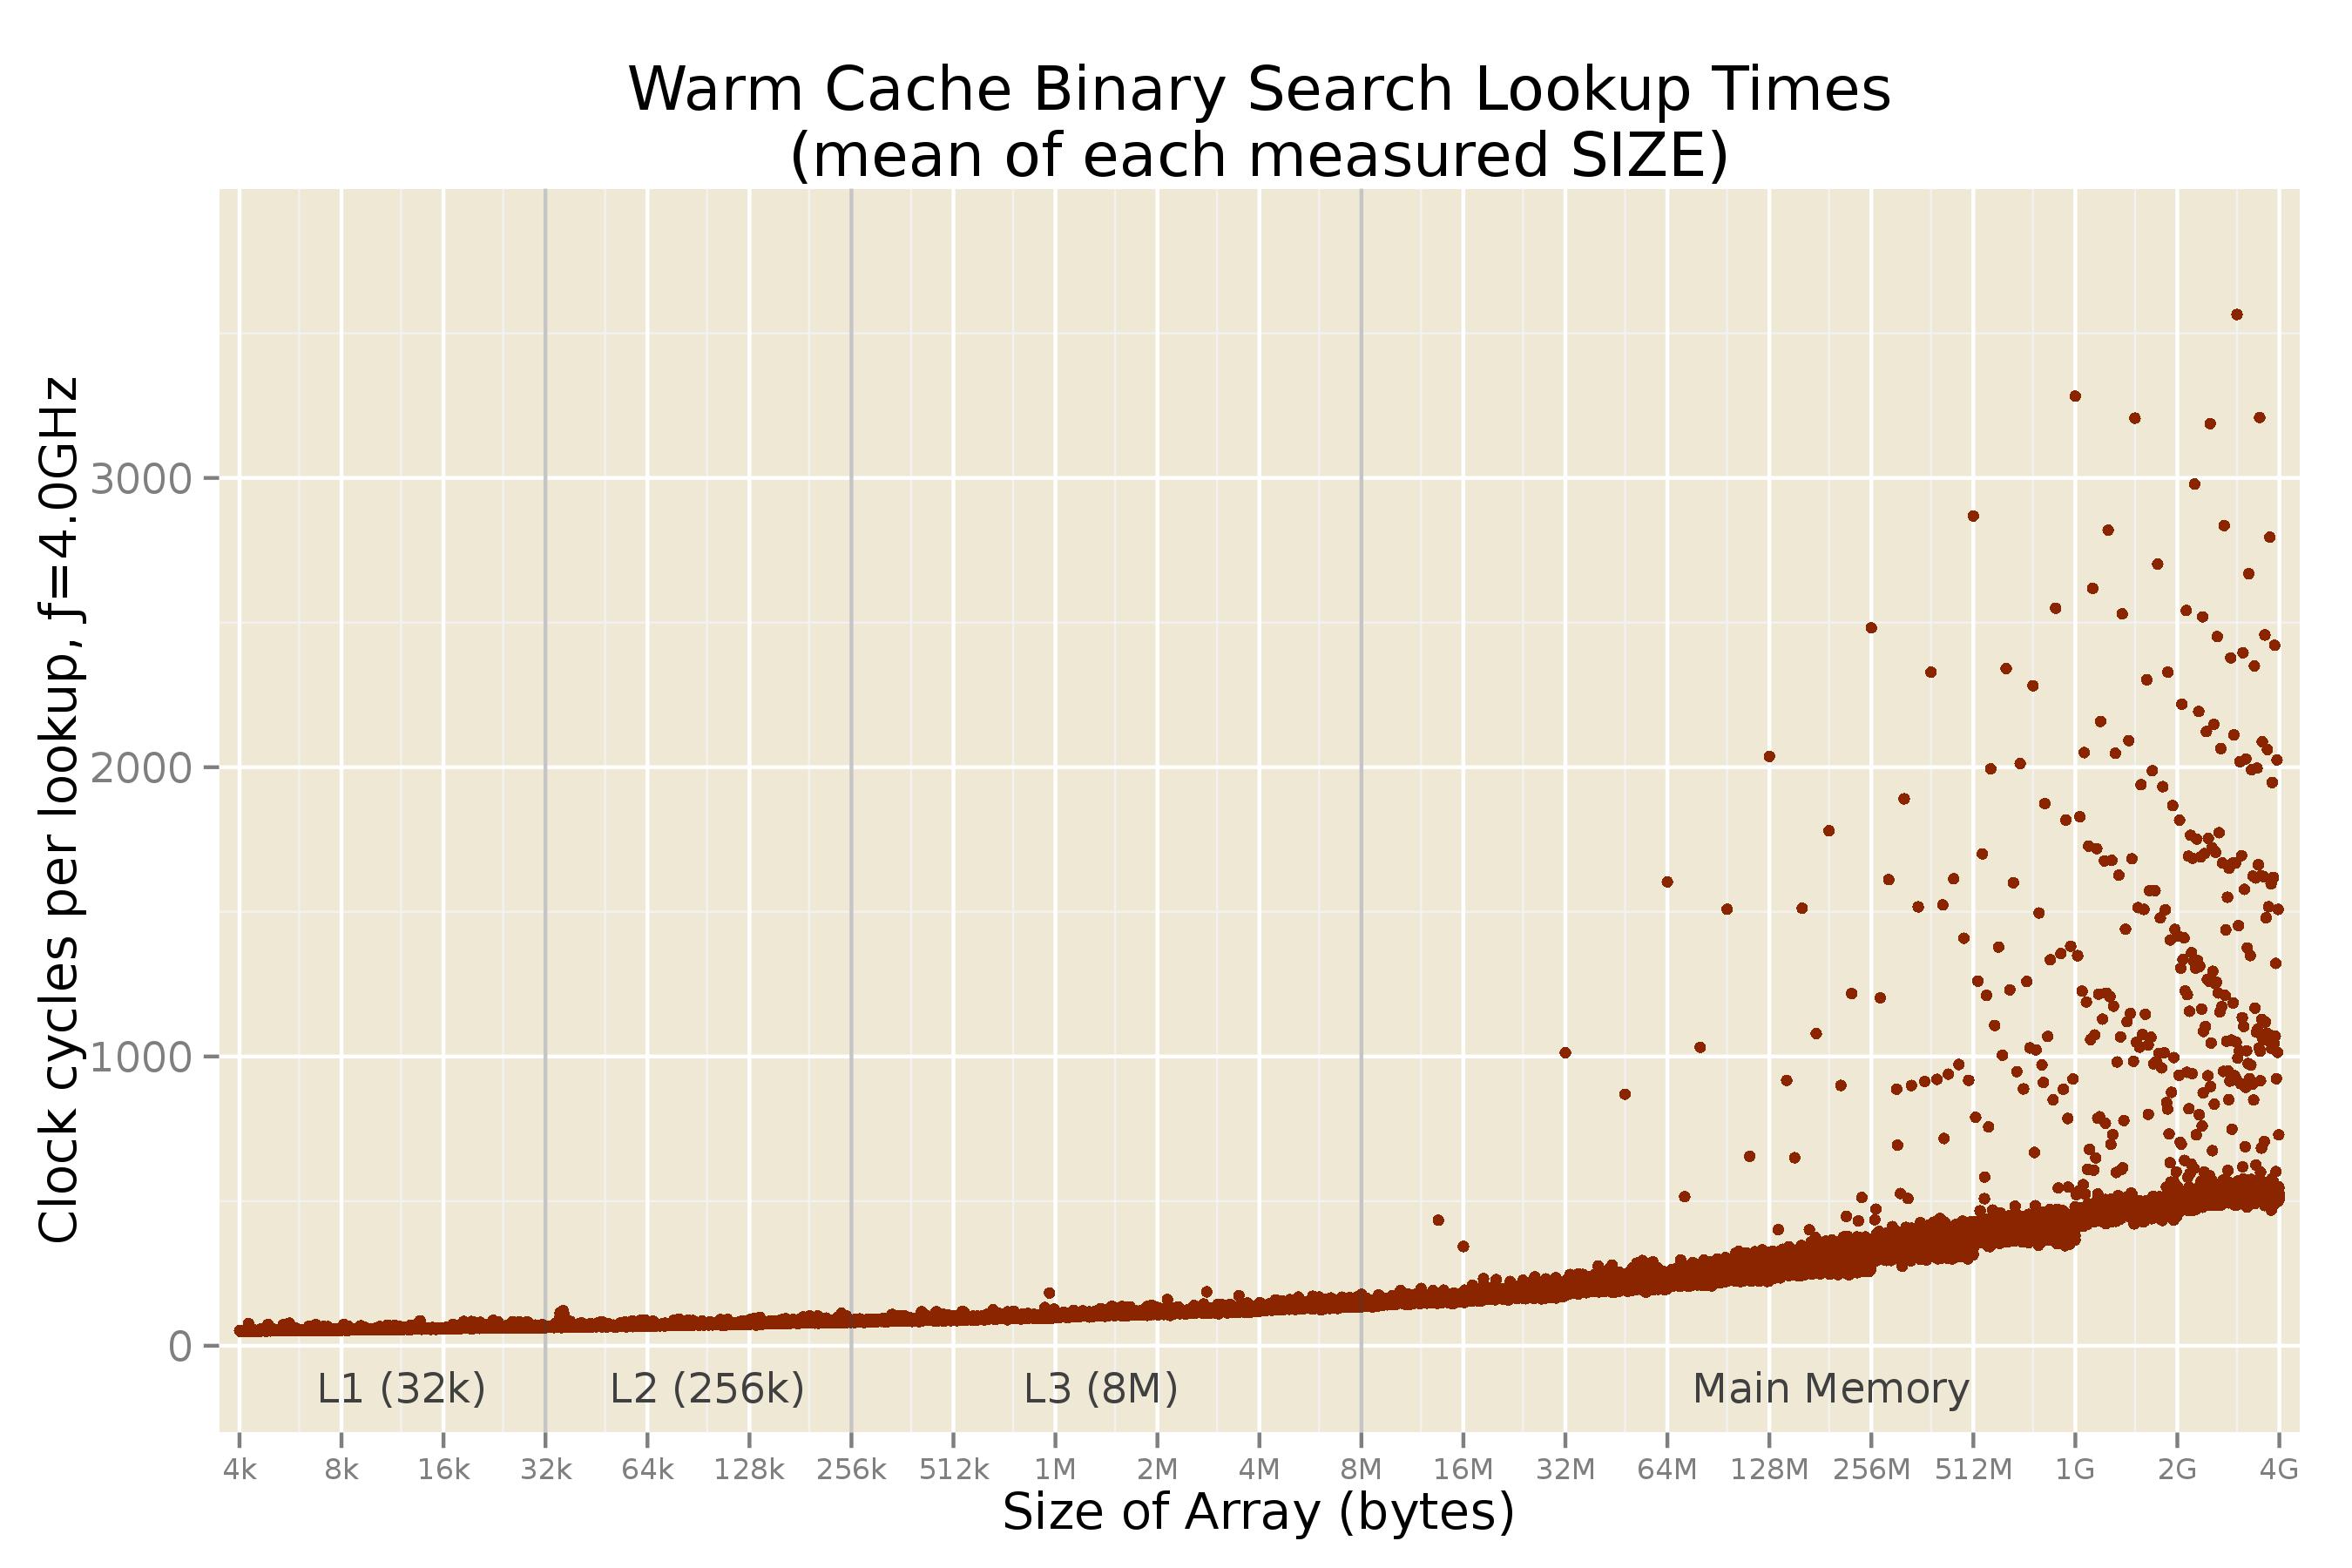 Warm Cache Binary Search Lookup Times
(mean of each measured SIZE)
Clock cycles per lookup, ƒ=4.0GHz
3000
2000
1000
0
L1 (32k) L2 (256k) L3 (8M) Main Memory
4k 8k 16k 32k 64k 128k 256k 512k 1M 2M 4M 8M 16M 32M 64M 128M 256M 512M 1G 2G 4G
Size of Array (bytes)